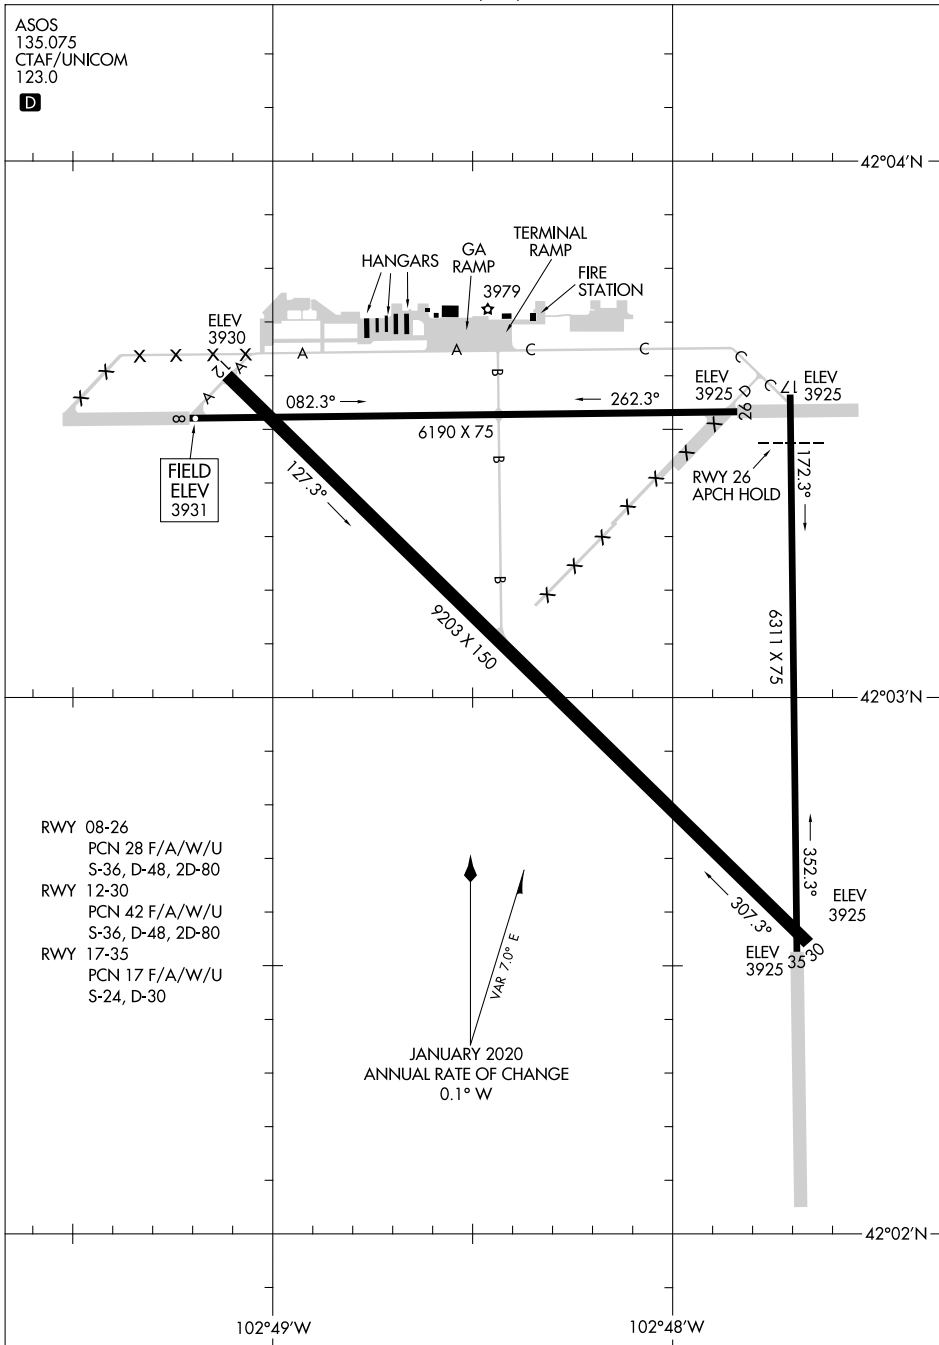 ASOS
135.075
CTAF/UNICOM
123.0
D
42°04'N
HANGARS
GA
RAMP
TERMINAL
RAMP
FIRE
STATION
3979
ELEV
3930
A
A
C
C
C
X
X
X
X
X
X
12
A
A
B
D
C
ELEV
3925
17
ELEV
3925
8
082.3°
262.3°
26
6190 X 75
FIELD
ELEV
3931
127.3°
B
X
X
X
X
X
X
X
RWY 26
APCH HOLD
172.3°
B
9203 X 150
6311 X 75
42°03'N
RWY 08-26
PCN 28 F/A/W/U
S-36, D-48, 2D-80
RWY 12-30
PCN 42 F/A/W/U
S-36, D-48, 2D-80
RWY 17-35
PCN 17 F/A/W/U
S-24, D-30
352.3°
307.3°
ELEV
3925
ELEV
3925
35
30
VAR 7.0° E
JANUARY 2020
ANNUAL RATE OF CHANGE
0.1° W
42°02'N
102°49'W
102°48'W